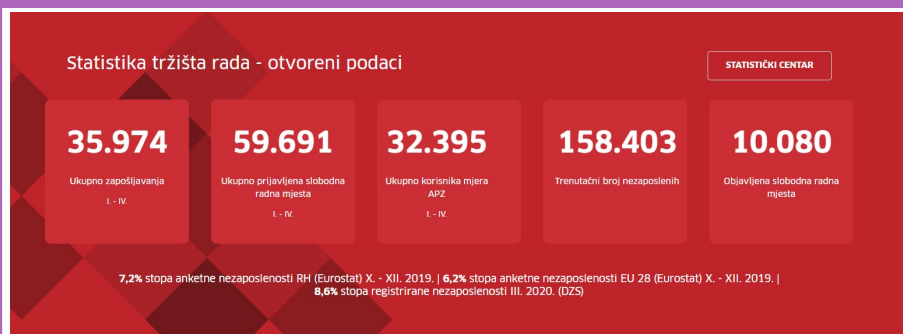 Statistika tržišta rada - otvoreni podaci
STATISTIČKI CENTAR
35.974
Ukupno zapošljavanja
I. - IV.
59.691
Ukupno prijavljena slobodna
radna mjesta
I. - IV.
32.395
Ukupno korisnika mjera
APZ
I. - IV.
158.403
Trenutačni broj nezaposlenih
10.080
Objavljena slobodna radna
mjesta
7,2% stopa anketne nezaposlenosti RH (Eurostat) X. - XII. 2019. | 6,2% stopa anketne nezaposlenosti EU 28 (Eurostat) X. - XII. 2019. |
8,6% stopa registrirane nezaposlenosti III. 2020. (DZS)